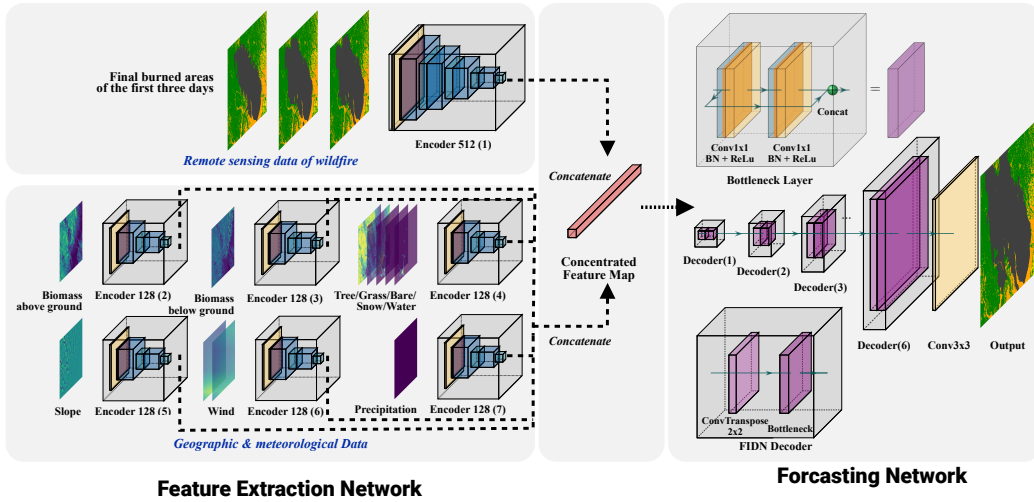 Final burned areas
of the first three days
Encoder 512 (1)
Remote sensing data of wildfire
Biomass
above ground
Encoder 128 (2)
Biomass
below ground
Encoder 128 (3)
Tree/Grass/Bare/
Snow/Water
Encoder 128 (4)
Slope
Encoder 128 (5)
Wind
Encoder 128 (6)
Precipitation
Encoder 128 (7)
Geographic & meteorological Data
Feature Extraction Network
Concatenate
Concentrated
Feature Map
Concatenate
Conv1x1
BN + ReLu
Conv1x1
BN + ReLu
Concat
=
Bottleneck Layer
Decoder(1)
Decoder(2)
Decoder(3)
...
Decoder(6)
Conv3x3
Output
ConvTranspose
2x2
Bottleneck
FIDN Decoder
Forcasting Network